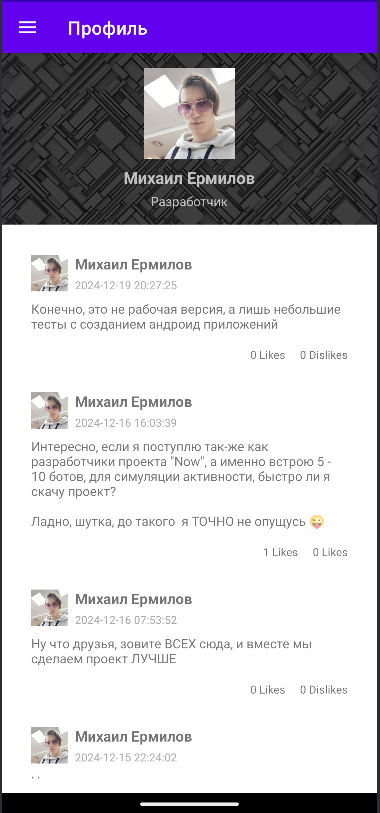 Профиль
Михаил Ермилов
Разработчик
Михаил Ермилов
2024-12-19 20:27:25
Конечно, это не рабочая версия, а лишь небольшие
тесты с созданием андроид приложений
0 Likes 0 Dislikes
Михаил Ермилов
2024-12-16 16:03:39
Интересно, если я поступлю так-же как
разработчики проекта "Now", а именно встрою 5 -
10 ботов, для симуляции активности, быстро ли я
скачу проект?
Ладно, шутка, до такого я ТОЧНО не опущусь 😜
1 Likes 0 Likes
Михаил Ермилов
2024-12-16 07:53:52
Ну что друзья, зовите ВСЕХ сюда, и вместе мы
сделаем проект ЛУЧШЕ
0 Likes 0 Dislikes
Михаил Ермилов
2024-12-15 22:24:02